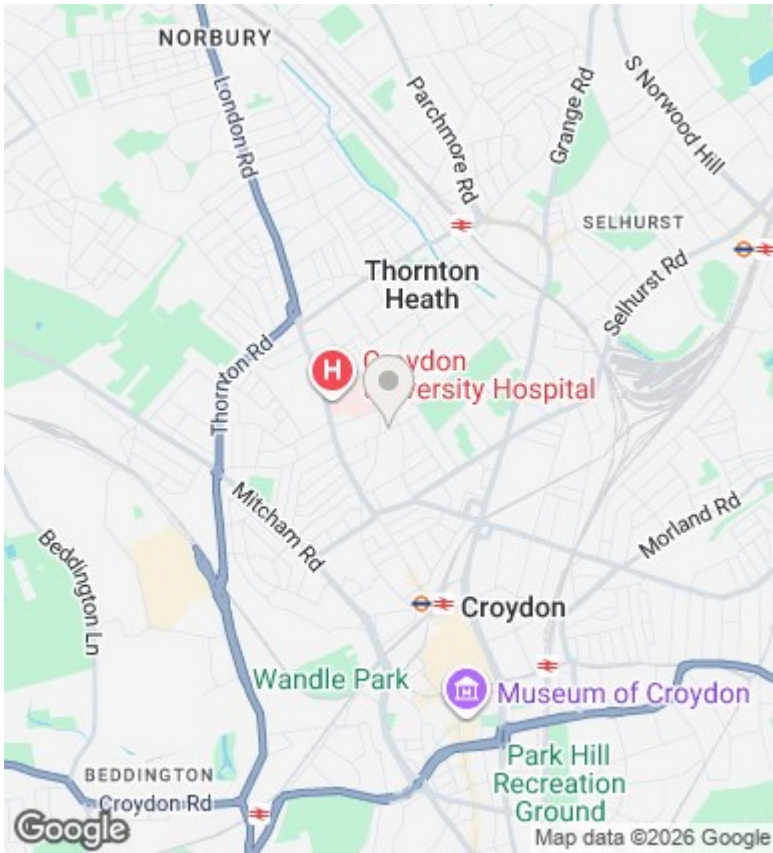 NORBURY
London Rd
Parchmore Rd
Grange Rd
S Norwood Hill
SELHURST
Selhurst Rd
Thornton
Heath
Thornton Rd
H
Croydon
University Hospital
Mitcham Rd
Beddington Ln
Morland Rd
Croydon
Wandle Park
Museum of Croydon
Park Hill
Recreation
Ground
BEDDINGTON
Croydon Rd
Google
Map data ©2026 Google